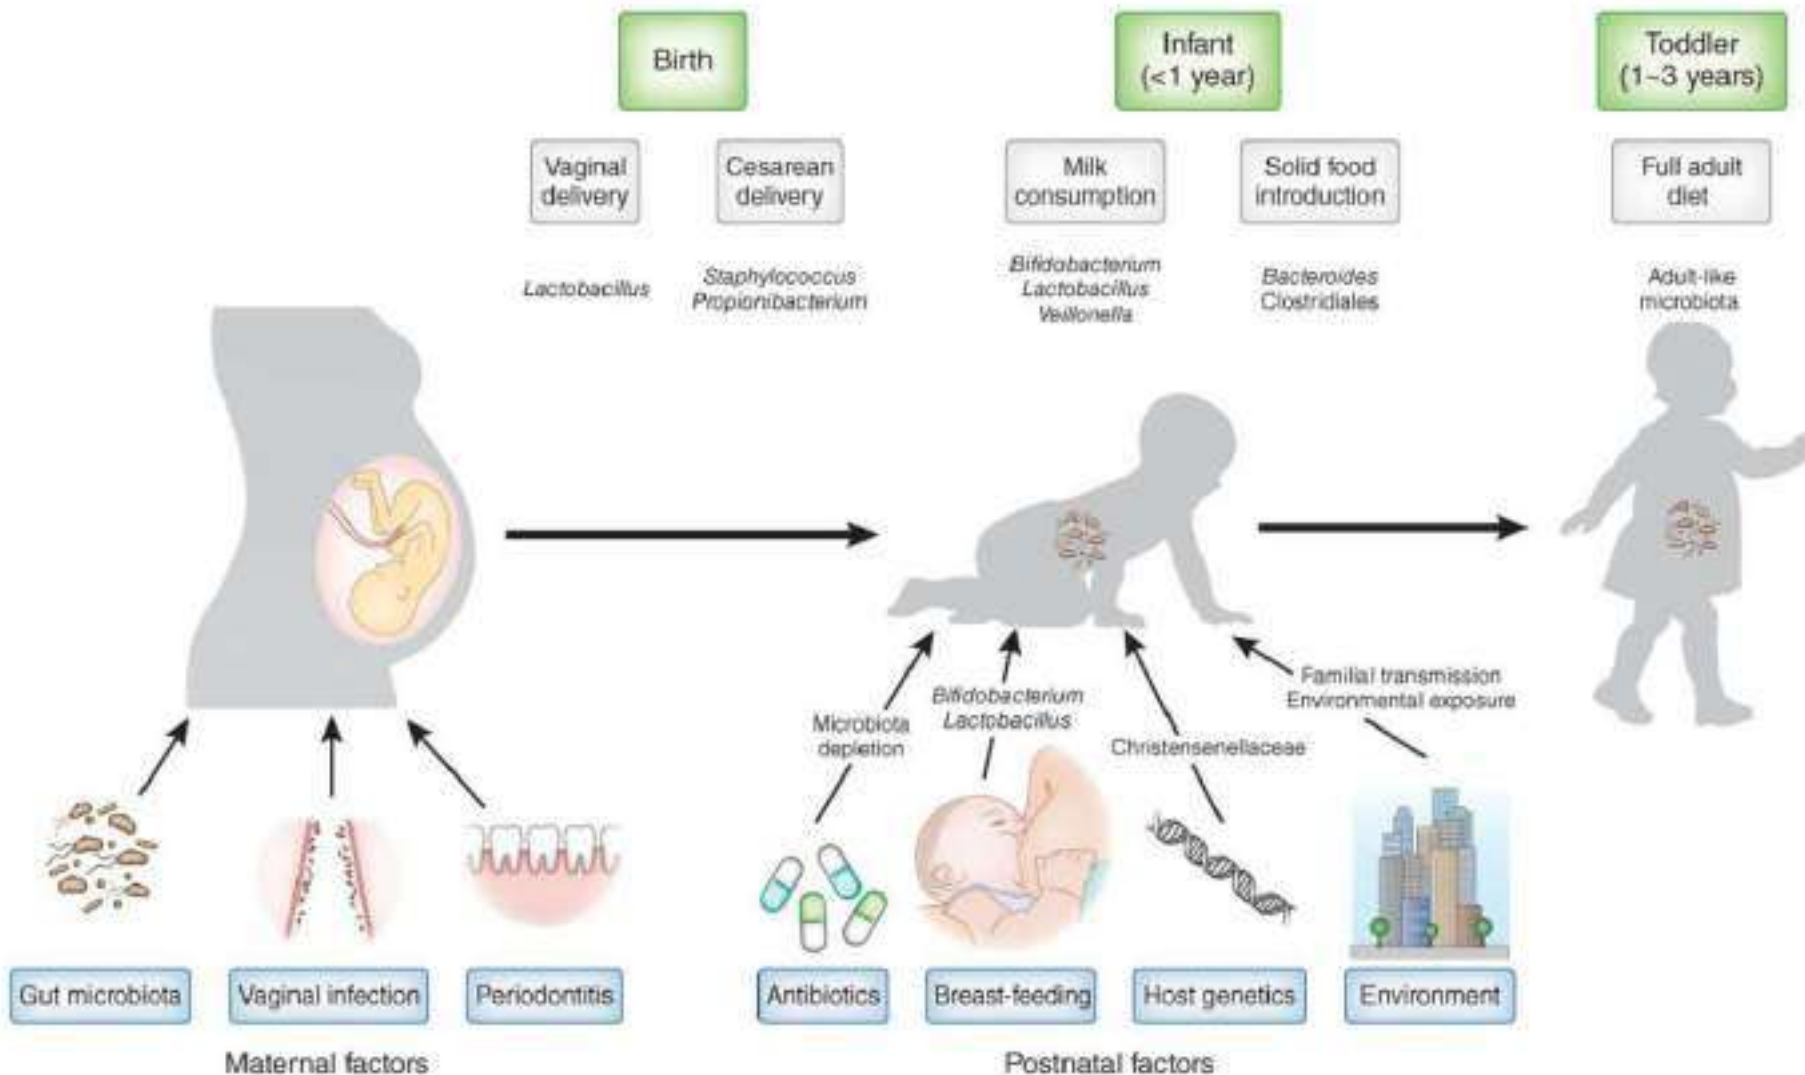 Birth
Infant
(<1 year)
Toddler
(1~3 years)
Vaginal
delivery
Cesarean
delivery
Milk
consumption
Solid food
introduction
Full adult
diet
Lactobacillus
Staphylococcus
Propionibacterium
Bifidobacterium
Lactobacillus
Veillonella
Bacteroides
Clostridiales
Adult-like
microbiota
Microbiota
depletion
Bifidobacterium
Lactobacillus
Christensenellaceae
Familial transmission
Environmental exposure
Gut microbiota
Vaginal infection
Periodontitis
Antibiotics
Breast-feeding
Host genetics
Environment
Maternal factors
Postnatal factors